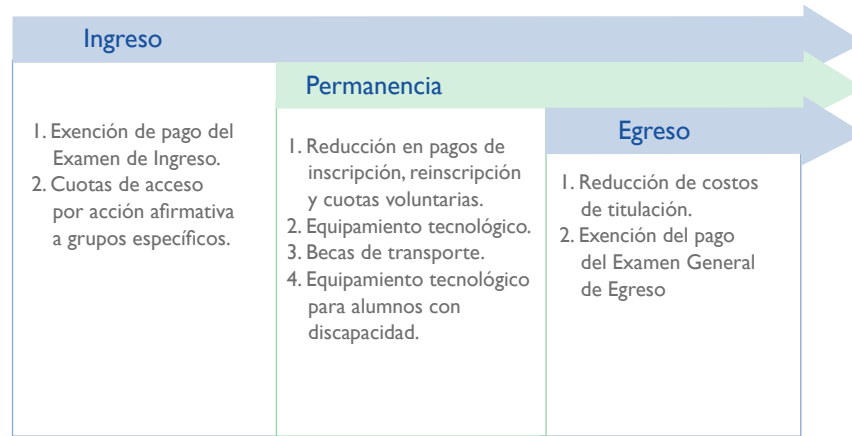 Ingreso
1. Exención de pago del
Examen de Ingreso.
2. Cuotas de acceso
por acción afirmativa
a grupos específicos.
Permanencia
1. Reducción en pagos de
inscripción, reinscripción
y cuotas voluntarias.
2. Equipamiento tecnológico.
3. Becas de transporte.
4. Equipamiento tecnológico
para alumnos con
discapacidad.
Egreso
1. Reducción de costos
de titulación.
2. Exención del pago
del Examen General
de Egreso